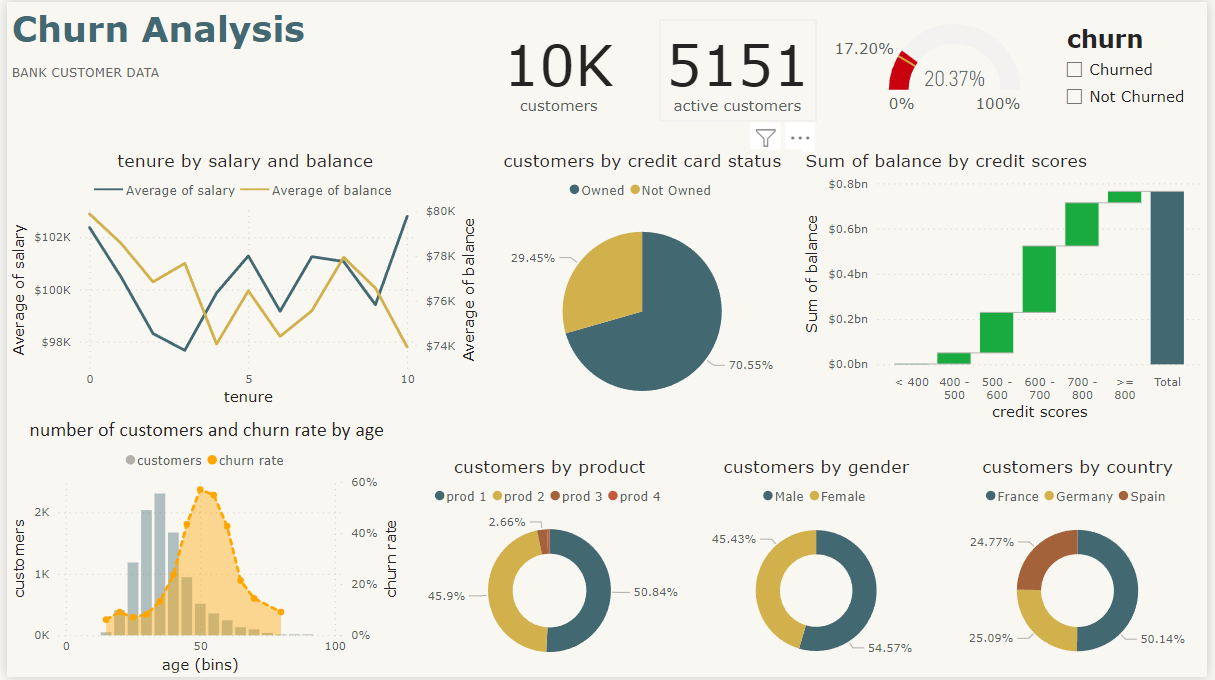 Churn Analysis
BANK CUSTOMER DATA
10K
customers
5151
active customers
17.20%
20.37%
0%
100%
churn
Churned
Not Churned
tenure by salary and balance
Average of salary
Average of balance
Average of salary
$102K
$100K
$98K
$80K
$78K
$76K
$74K
Average of balance
0
5
10
tenure
customers by credit card status
Owned
Not Owned
29.45%
70.55%
Sum of balance by credit scores
Sum of balance
$0.8bn
$0.6bn
$0.4bn
$0.2bn
$0.0bn
< 400
400 -
500
500 -
600
600 -
700
700 -
800
>=
800
Total
credit scores
number of customers and churn rate by age
customers
churn rate
customers
2K
1K
0K
60%
40%
20%
0%
churn rate
0
50
100
age (bins)
customers by product
prod 1
prod 2
prod 3
prod 4
2.66%
45.9%
50.84%
customers by gender
Male
Female
45.43%
54.57%
customers by country
France
Germany
Spain
24.77%
25.09%
50.14%